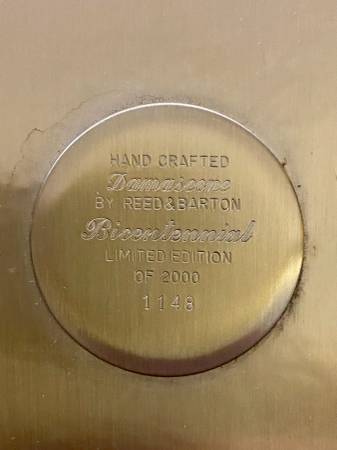 HAND CRAFTED
Damascene
BY REED & BARTON
Bicentennial
LIMITED EDITION
OF 2000
1148